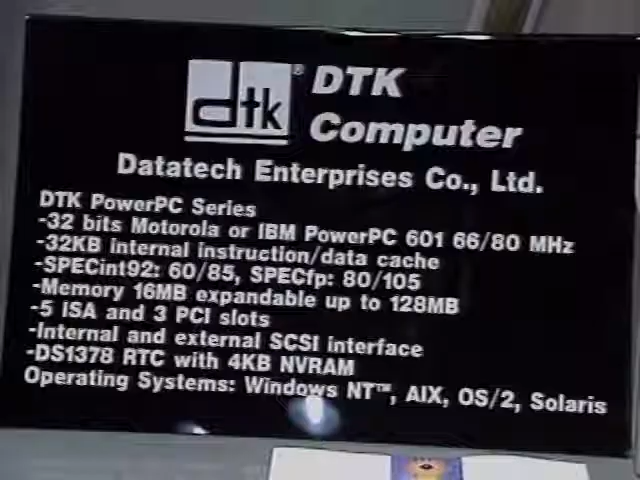 dtk® DTK
Computer
Datatech Enterprises Co., Ltd.
DTK PowerPC Series
-32 bits Motorola or IBM PowerPC 601 66/80 MHz
-32KB internal instruction/data cache
-SPECint92: 60/85, SPECfp: 80/105
-Memory 16MB expandable up to 128MB
-5 ISA and 3 PCI slots
-Internal and external SCSI interface
-DS1378 RTC with 4KB NVRAM
Operating Systems: Windows NT™, AIX, OS/2, Solaris